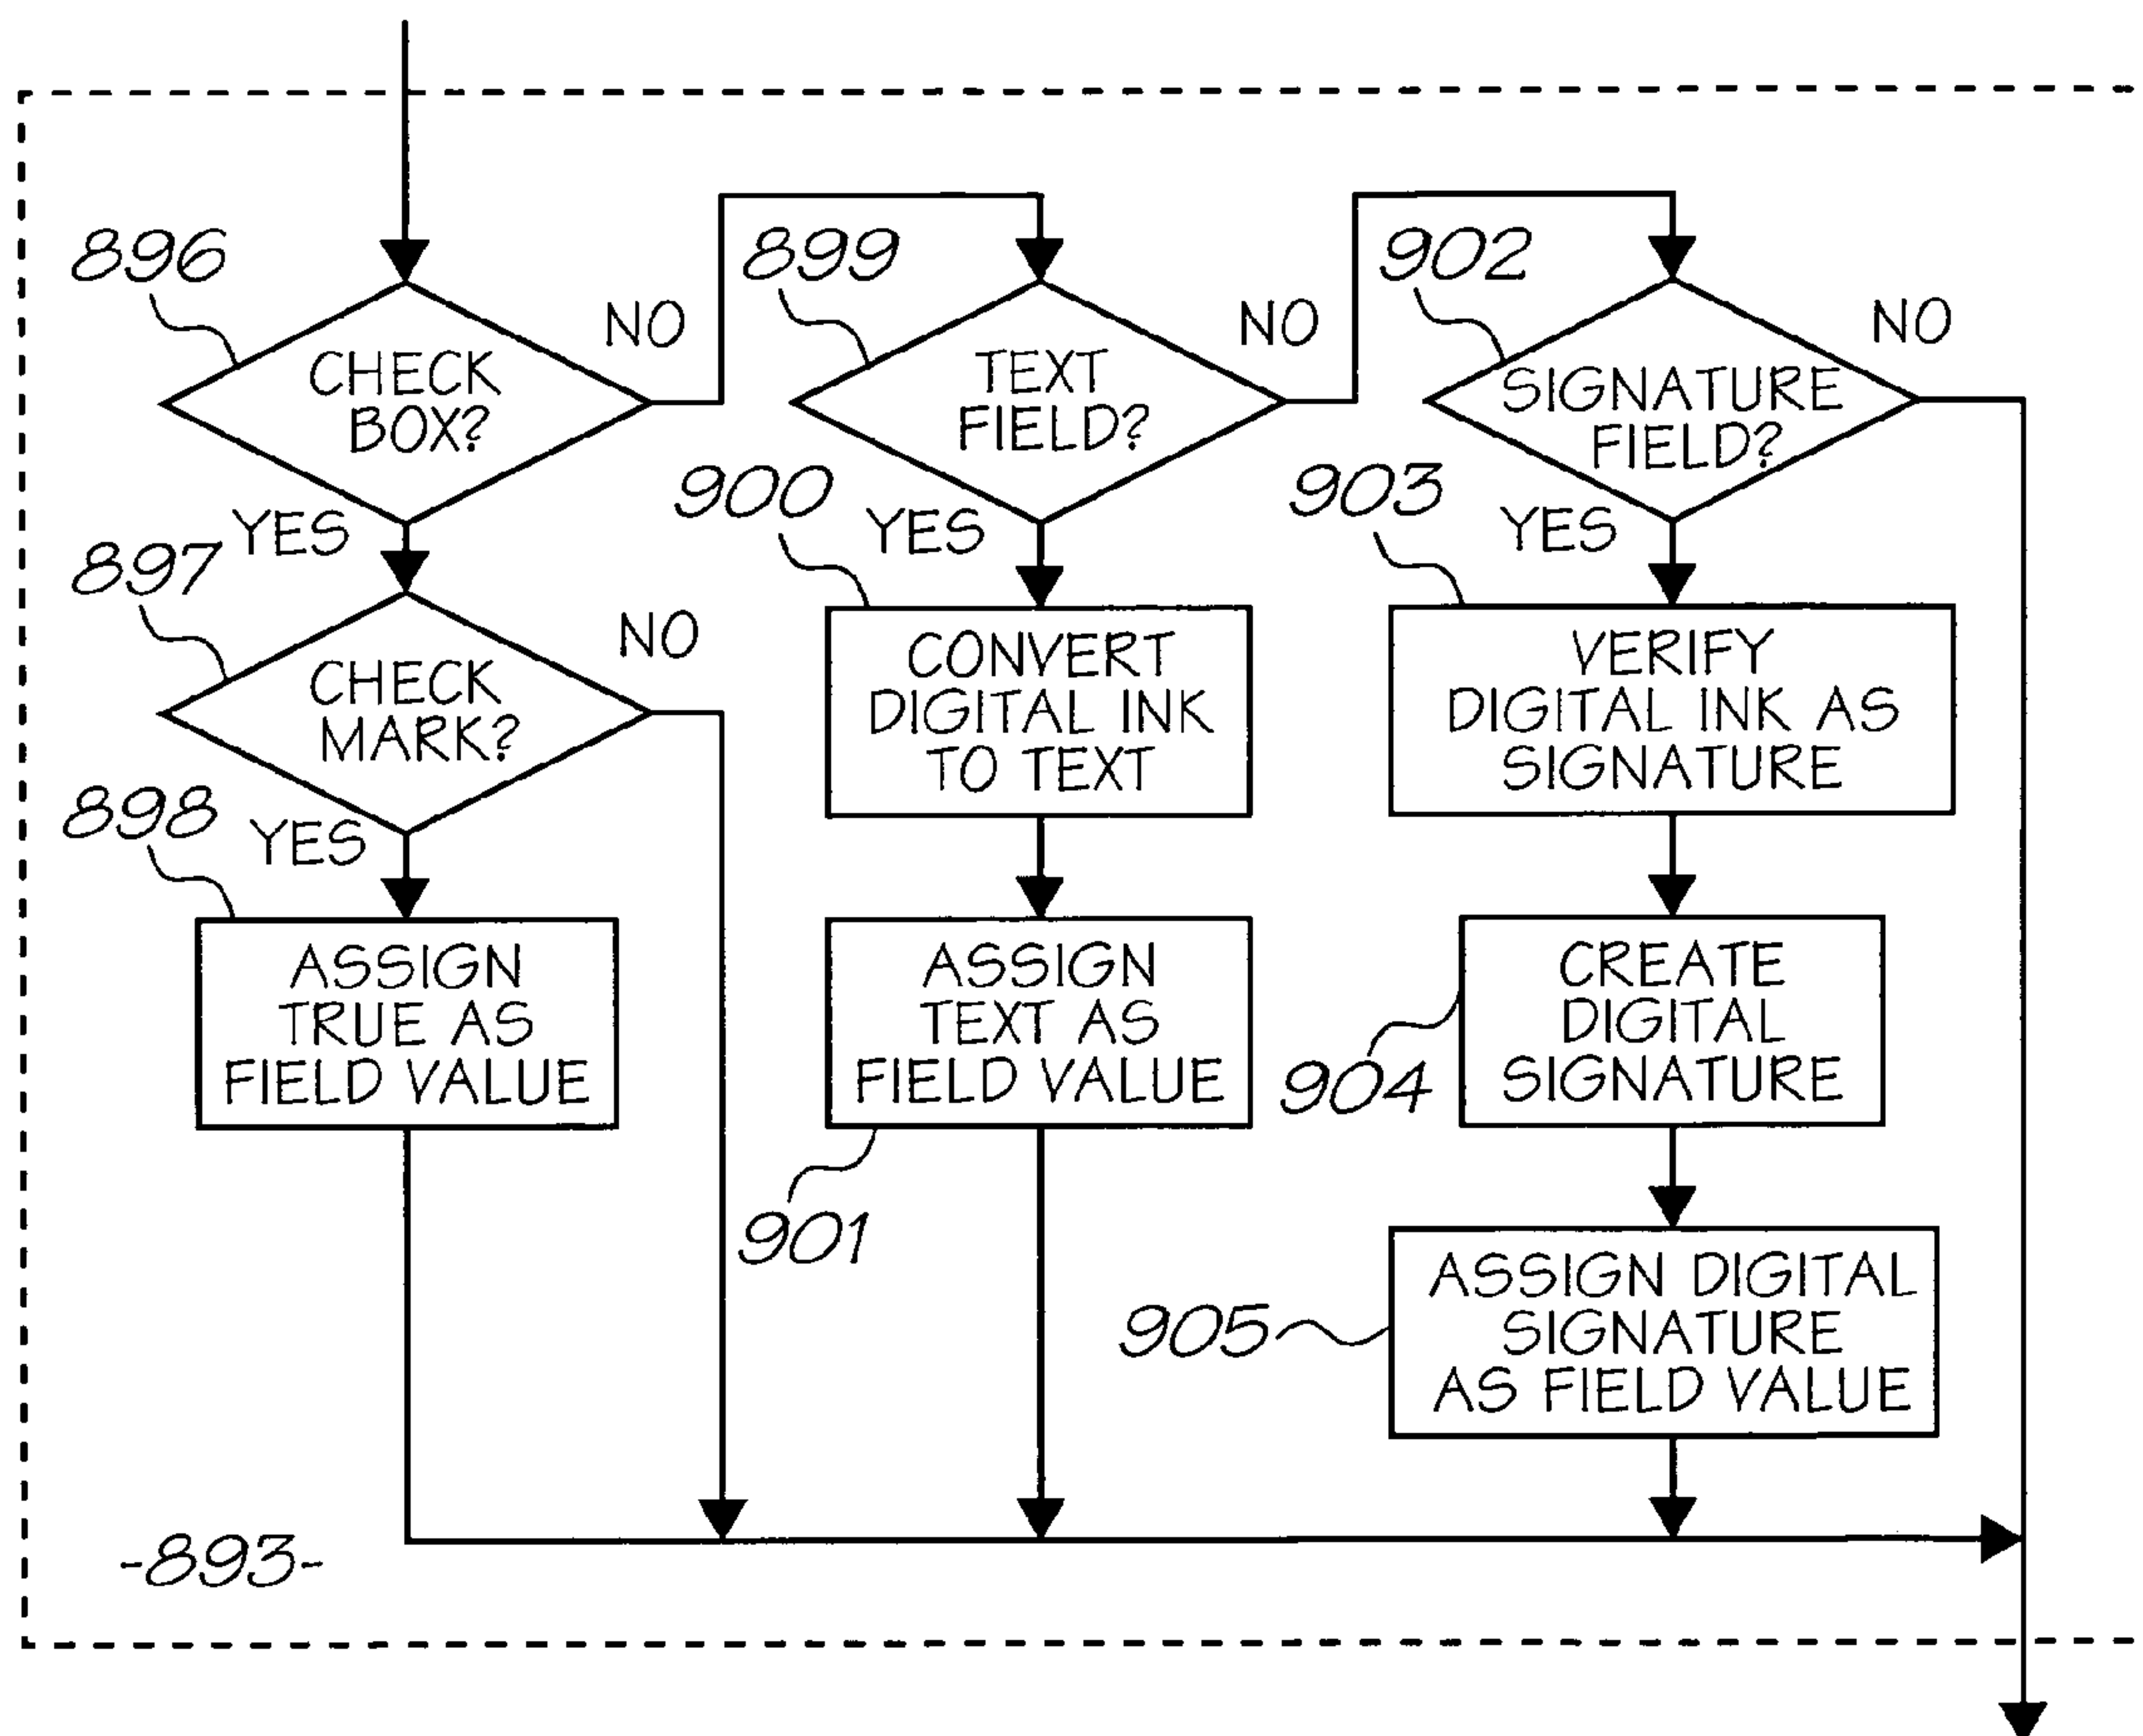 896
CHECK
BOX?
NO
YES
897
CHECK
MARK?
NO
YES
898
ASSIGN
TRUE AS
FIELD VALUE
899
TEXT
FIELD?
NO
YES
900
CONVERT
DIGITAL INK
TO TEXT
ASSIGN
TEXT AS
FIELD VALUE
901
902
SIGNATURE
FIELD?
NO
YES
903
VERIFY
DIGITAL INK AS
SIGNATURE
CREATE
DIGITAL
SIGNATURE
904
ASSIGN DIGITAL
SIGNATURE
AS FIELD VALUE
905
-893-